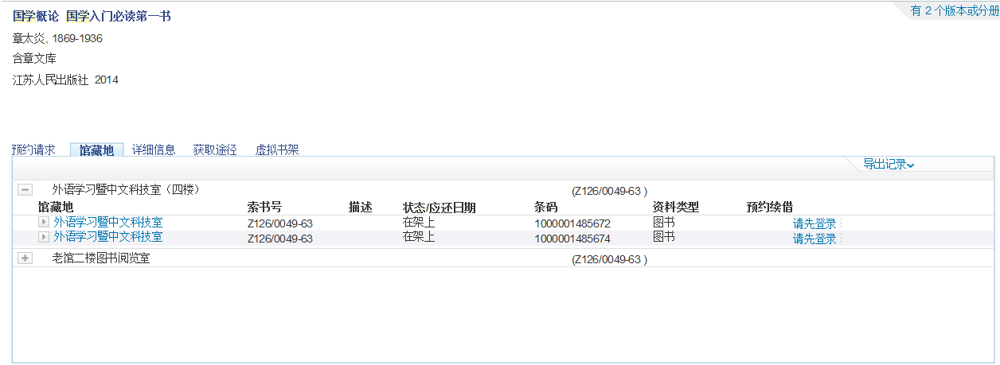 国学概论 国学入门必读第一书
有 2 个版本或分册
章太炎, 1869-1936
含章文库
江苏人民出版社 2014
预约请求 馆藏地 详细信息 获取途径 虚拟书架
导出记录
外语学习暨中文科技室（四楼） (Z126/0049-63 )
馆藏地 索书号 描述 状态/应还日期 条码 资料类型 预约续借
外语学习暨中文科技室 Z126/0049-63 在架上 1000001485672 图书 请先登录
外语学习暨中文科技室 Z126/0049-63 在架上 1000001485674 图书 请先登录
老馆二楼图书阅览室 (Z126/0049-63 )